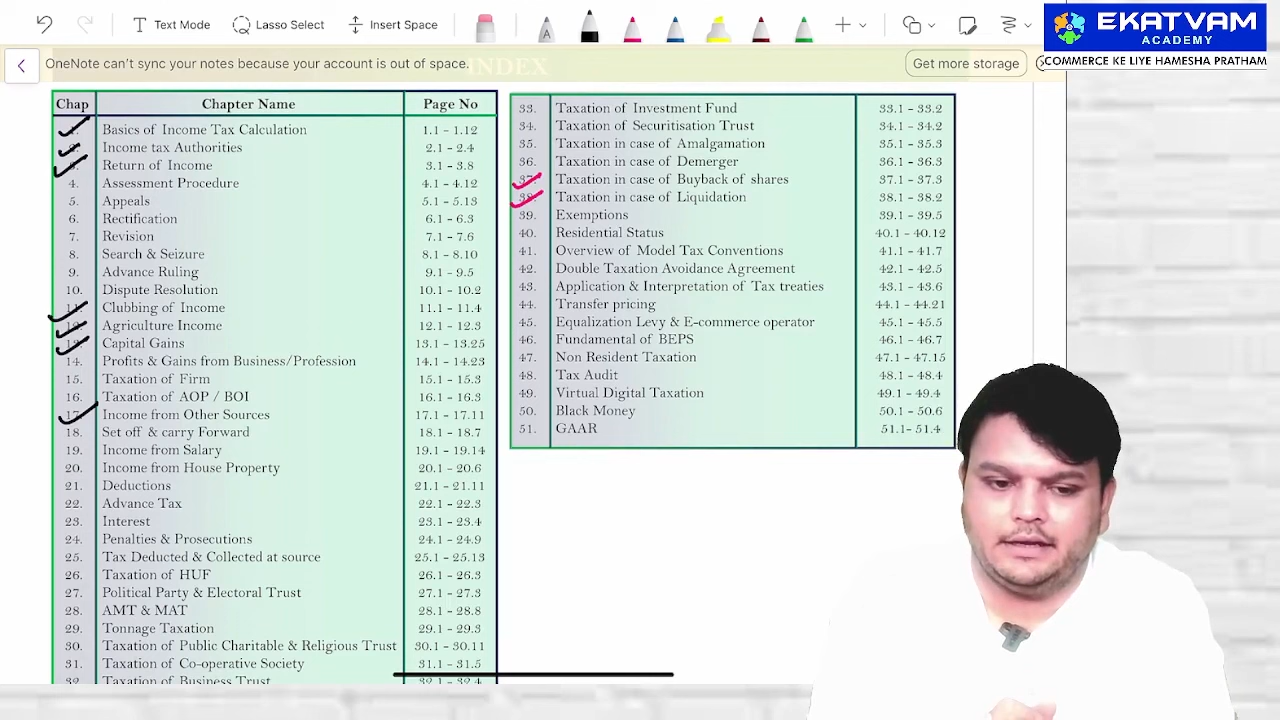 Text Mode
Lasso Select
Insert Space
EKATVAM
ACADEMY
COMMERCE KE LIYE HAMESHA PRATHAM
OneNote can't sync your notes because your account is out of space.
INDEX
Get more storage
Chap Chapter Name Page No
Basics of Income Tax Calculation 1.1 - 1.12
Income tax Authorities 2.1 - 2.4
Return of Income 3.1 - 3.8
4. Assessment Procedure 4.1 - 4.12
5. Appeals 5.1 - 5.13
6. Rectification 6.1 - 6.3
7. Revision 7.1 - 7.6
8. Search & Seizure 8.1 - 8.10
9. Advance Ruling 9.1 - 9.5
10. Dispute Resolution 10.1 - 10.2
11. Clubbing of Income 11.1 - 11.4
12. Agriculture Income 12.1 - 12.3
13. Capital Gains 13.1 - 13.25
14. Profits & Gains from Business/Profession 14.1 - 14.23
15. Taxation of Firm 15.1 - 15.3
16. Taxation of AOP / BOI 16.1 - 16.3
17. Income from Other Sources 17.1 - 17.11
18. Set off & carry Forward 18.1 - 18.7
19. Income from Salary 19.1 - 19.14
20. Income from House Property 20.1 - 20.6
21. Deductions 21.1 - 21.11
22. Advance Tax 22.1 - 22.3
23. Interest 23.1 - 23.4
24. Penalties & Prosecutions 24.1 - 24.9
25. Tax Deducted & Collected at source 25.1 - 25.13
26. Taxation of HUF 26.1 - 26.3
27. Political Party & Electoral Trust 27.1 - 27.3
28. AMT & MAT 28.1 - 28.8
29. Tonnage Taxation 29.1 - 29.3
30. Taxation of Public Charitable & Religious Trust 30.1 - 30.11
31. Taxation of Co-operative Society 31.1 - 31.5
32. Taxation of Business Trust 32.1 - 32.4
33. Taxation of Investment Fund 33.1 - 33.2
34. Taxation of Securitisation Trust 34.1 - 34.2
35. Taxation in case of Amalgamation 35.1 - 35.3
36. Taxation in case of Demerger 36.1 - 36.3
37. Taxation in case of Buyback of shares 37.1 - 37.3
38. Taxation in case of Liquidation 38.1 - 38.2
39. Exemptions 39.1 - 39.5
40. Residential Status 40.1 - 40.12
41. Overview of Model Tax Conventions 41.1 - 41.7
42. Double Taxation Avoidance Agreement 42.1 - 42.5
43. Application & Interpretation of Tax treaties 43.1 - 43.6
44. Transfer pricing 44.1 - 44.21
45. Equalization Levy & E-commerce operator 45.1 - 45.5
46. Fundamental of BEPS 46.1 - 46.7
47. Non Resident Taxation 47.1 - 47.15
48. Tax Audit 48.1 - 48.4
49. Virtual Digital Taxation 49.1 - 49.4
50. Black Money 50.1 - 50.6
51. GAAR 51.1- 51.4